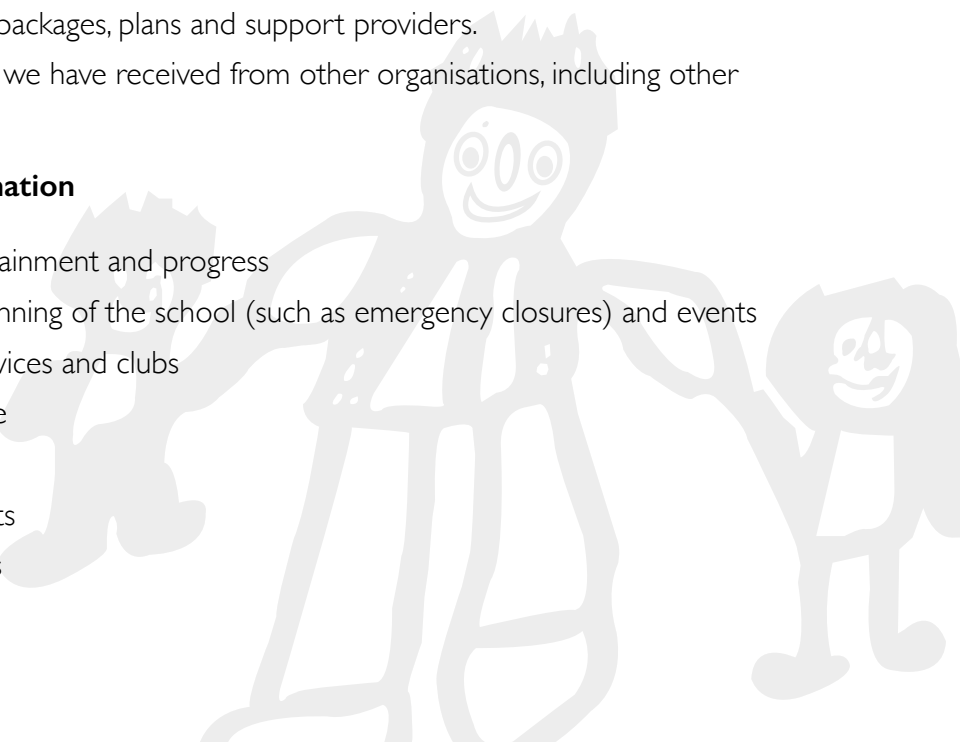 packages, plans and support providers.
we have received from other organisations, including other
nation
ainment and progress
nning of the school (such as emergency closures) and events
vices and clubs
e
ts
s